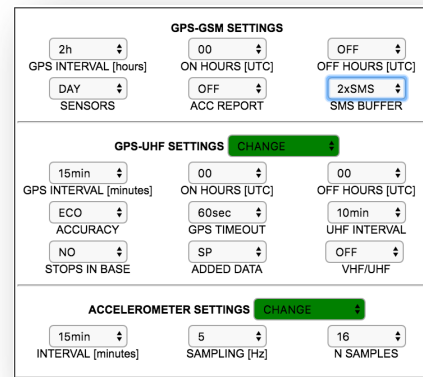 GPS-GSM SETTINGS
2h 00 OFF
GPS INTERVAL [hours] ON HOURS [UTC] OFF HOURS [UTC]
DAY OFF 2xSMS
SENSORS ACC REPORT SMS BUFFER
GPS-UHF SETTINGS CHANGE
15min 00 00
GPS INTERVAL [minutes] ON HOURS [UTC] OFF HOURS [UTC]
ECO 60sec 10min
ACCURACY GPS TIMEOUT UHF INTERVAL
NO SP OFF
STOPS IN BASE ADDED DATA VHF/UHF
ACCELEROMETER SETTINGS CHANGE
15min 5 16
INTERVAL [minutes] SAMPLING [Hz] N SAMPLES